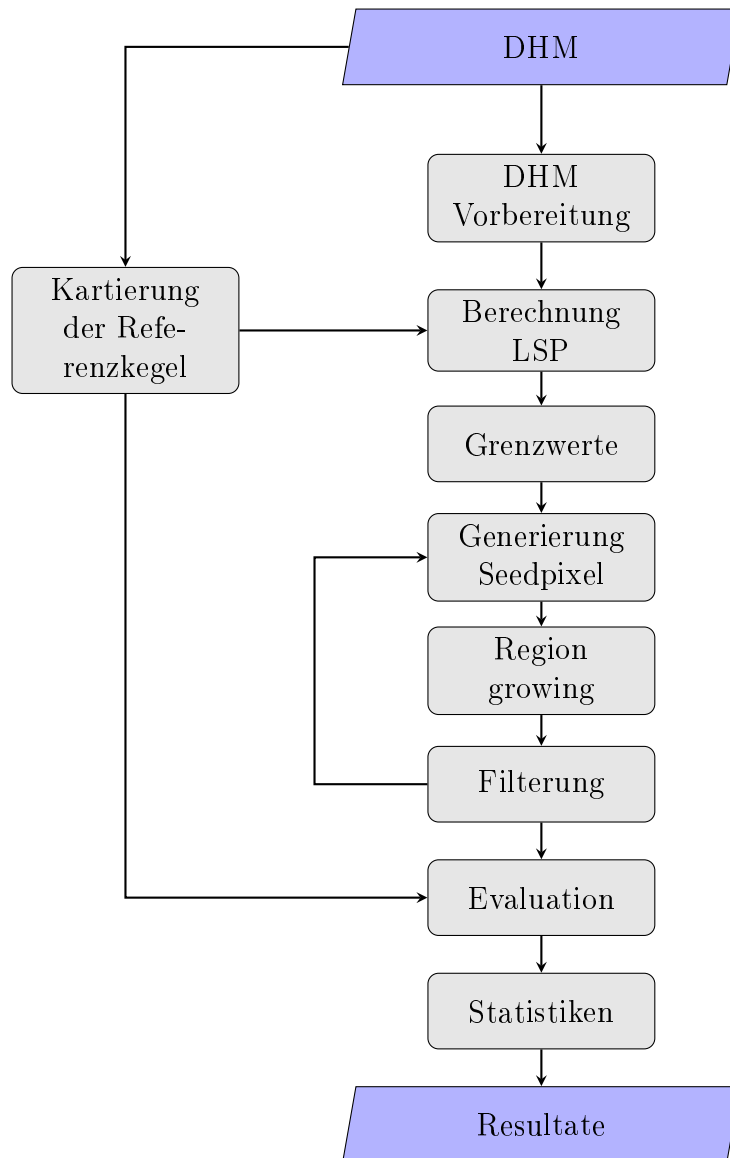 DHM
DHM
Vorbereitung
Kartierung
der Refe-
renzkegel
Berechnung
LSP
Grenzwerte
Generierung
Seedpixel
Region
growing
Filterung
Evaluation
Statistiken
Resultate